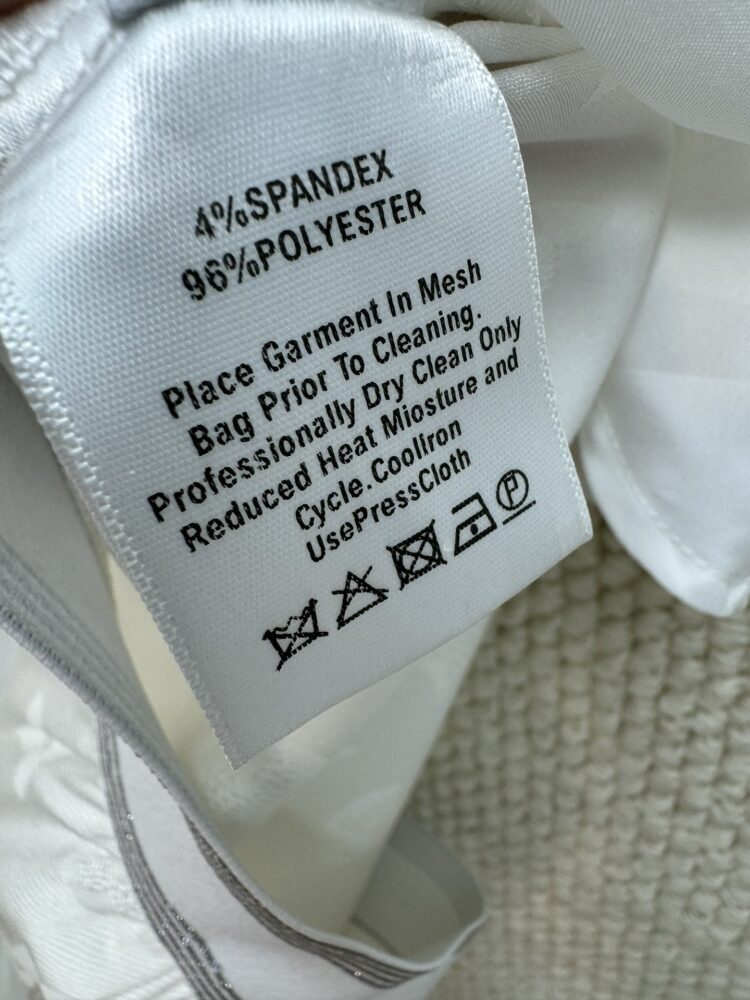 4%SPANDEX
96%POLYESTER
Place Garment In Mesh
Bag Prior To Cleaning.
Professionally Dry Clean Only
Reduced Heat Miosture and
Cycle.CoolIron
UsePressCloth
P